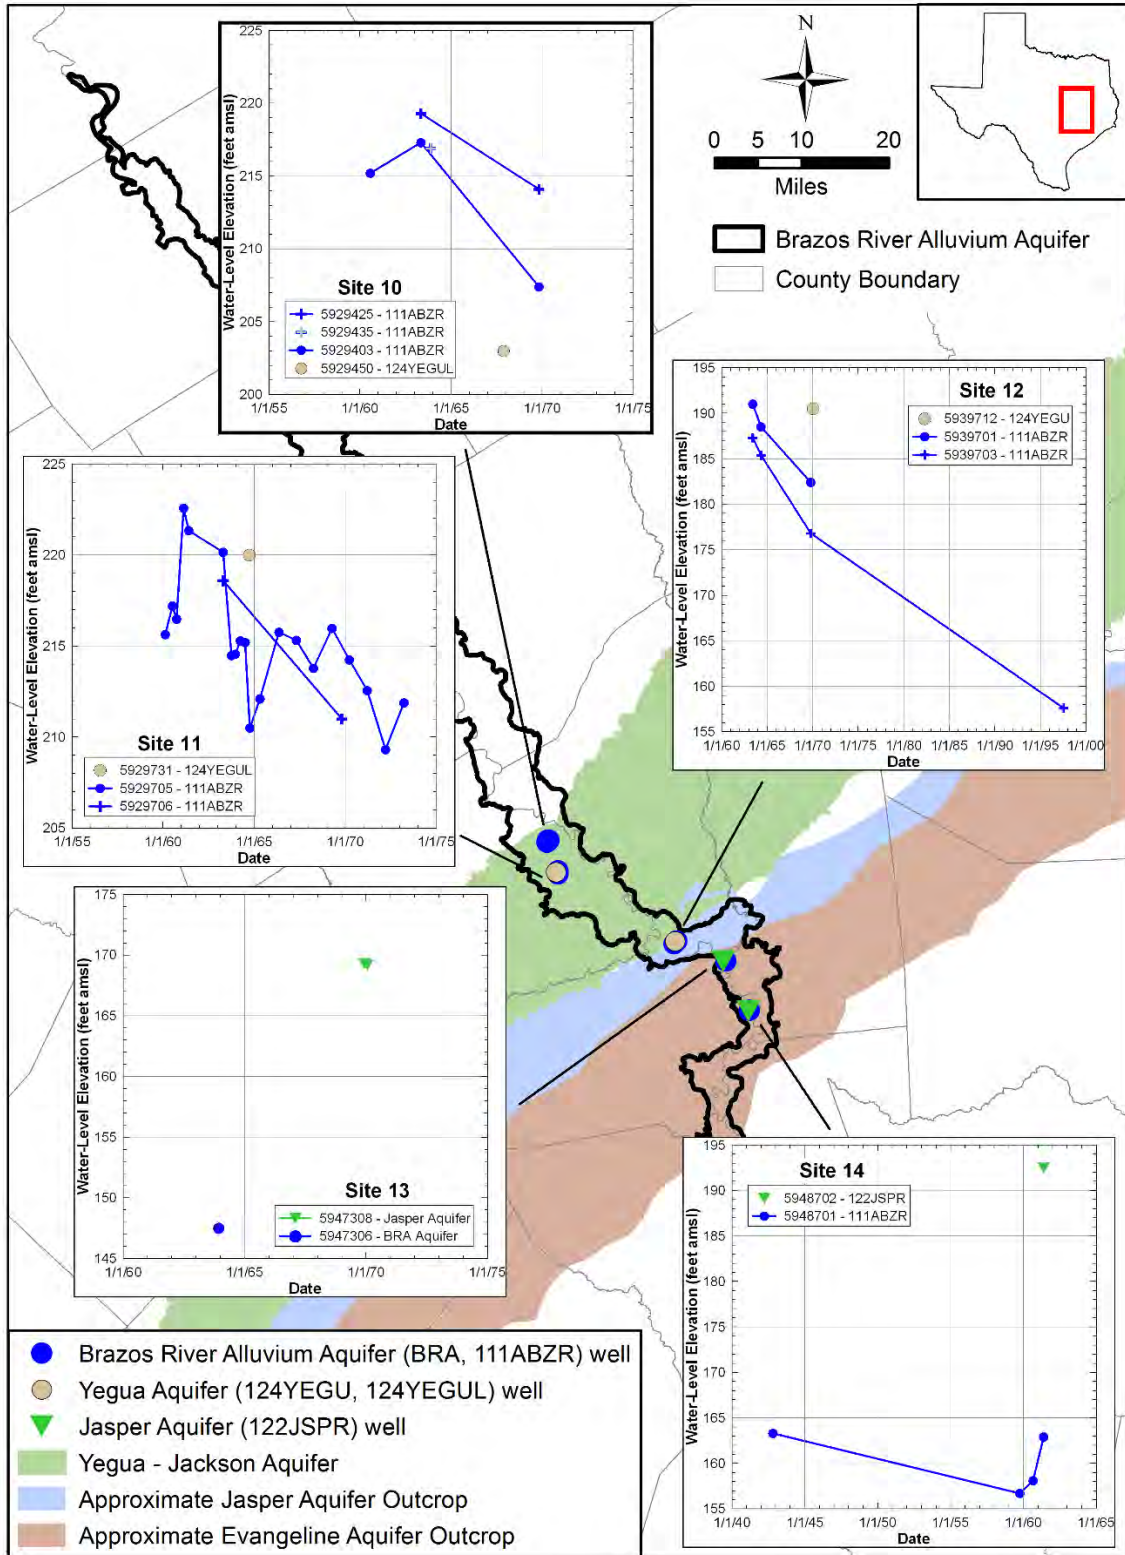 225
220
215
210
205
200
Water-Level Elevation (feet amsl)
Site 10
5929425 - 111ABZR
5929435 - 111ABZR
5929403 - 111ABZR
5929450 - 124YEGUL
1/1/55
1/1/60
1/1/65
1/1/70
1/1/75
Date
N
0
5
10
20
Miles
Brazos River Alluvium Aquifer
County Boundary
195
190
185
180
175
170
165
160
155
Water-Level Elevation (feet amsl)
Site 12
5939712 - 124YEGU
5939701 - 111ABZR
5939703 - 111ABZR
1/1/60
1/1/65
1/1/70
1/1/75
1/1/80
1/1/85
1/1/90
1/1/95
1/1/00
Date
225
220
215
210
205
Water-Level Elevation (feet amsl)
Site 11
5929731 - 124YEGUL
5929705 - 111ABZR
5929706 - 111ABZR
1/1/55
1/1/60
1/1/65
1/1/70
1/1/75
Date
175
170
165
160
155
150
145
Water-Level Elevation (feet amsl)
Site 13
5947308 - Jasper Aquifer
5947306 - BRA Aquifer
1/1/60
1/1/65
1/1/70
1/1/75
Date
195
190
185
180
175
170
165
160
155
Water-Level Elevation (feet amsl)
Site 14
5948702 - 122JSPR
5948701 - 111ABZR
1/1/40
1/1/45
1/1/50
1/1/55
1/1/60
1/1/65
Date
Brazos River Alluvium Aquifer (BRA, 111ABZR) well
Yegua Aquifer (124YEGU, 124YEGUL) well
Jasper Aquifer (122JSPR) well
Yegua - Jackson Aquifer
Approximate Jasper Aquifer Outcrop
Approximate Evangeline Aquifer Outcrop